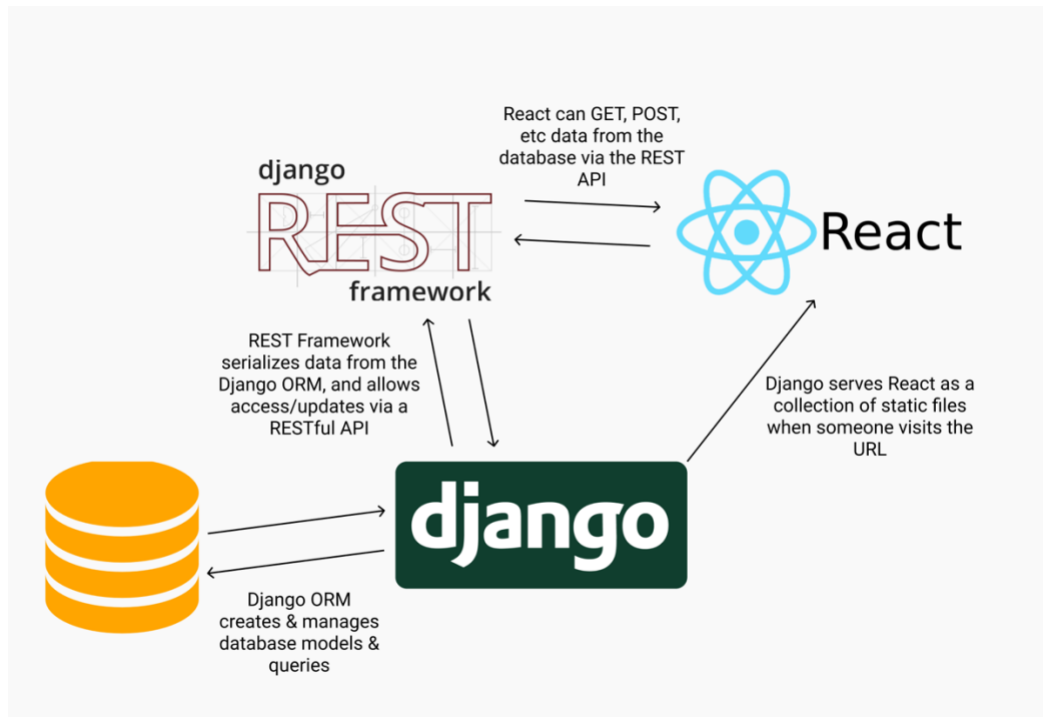 React can GET, POST,
etc data from the
database via the REST
API
django
REST
framework
React
REST Framework
serializes data from the
Django ORM, and allows
access/updates via a
RESTful API
Django serves React as a
collection of static files
when someone visits the
URL
django
Django ORM
creates & manages
database models &
queries